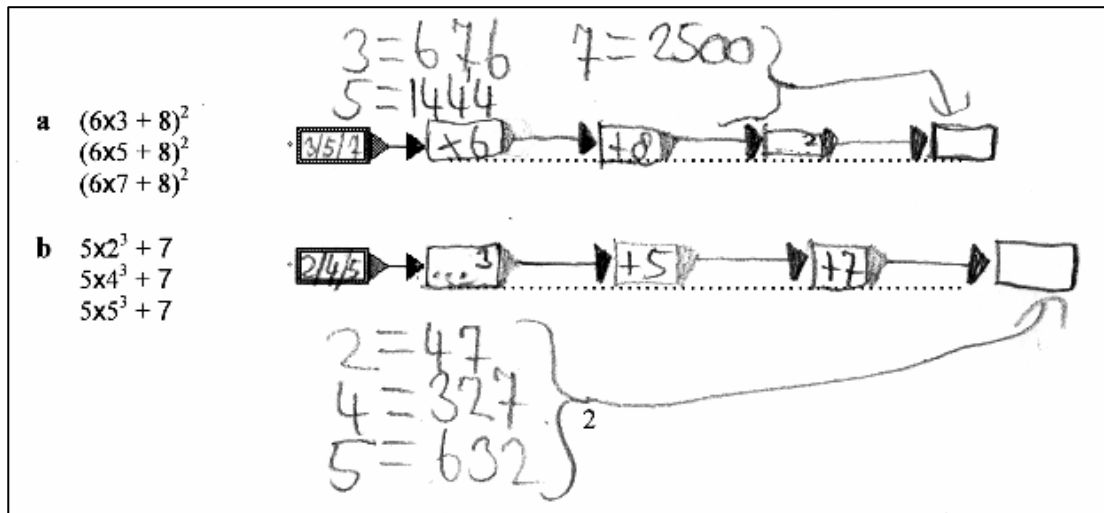 3=676 7=2500
5=1444
a (6x3 + 8)²
(6x5 + 8)²
(6x7 + 8)²
3/5/7 x6 +8 ...²
b 5x2³ + 7
5x4³ + 7
5x5³ + 7
2/4/5 ...³ +5 +7
2=47
4=327
2
5=632